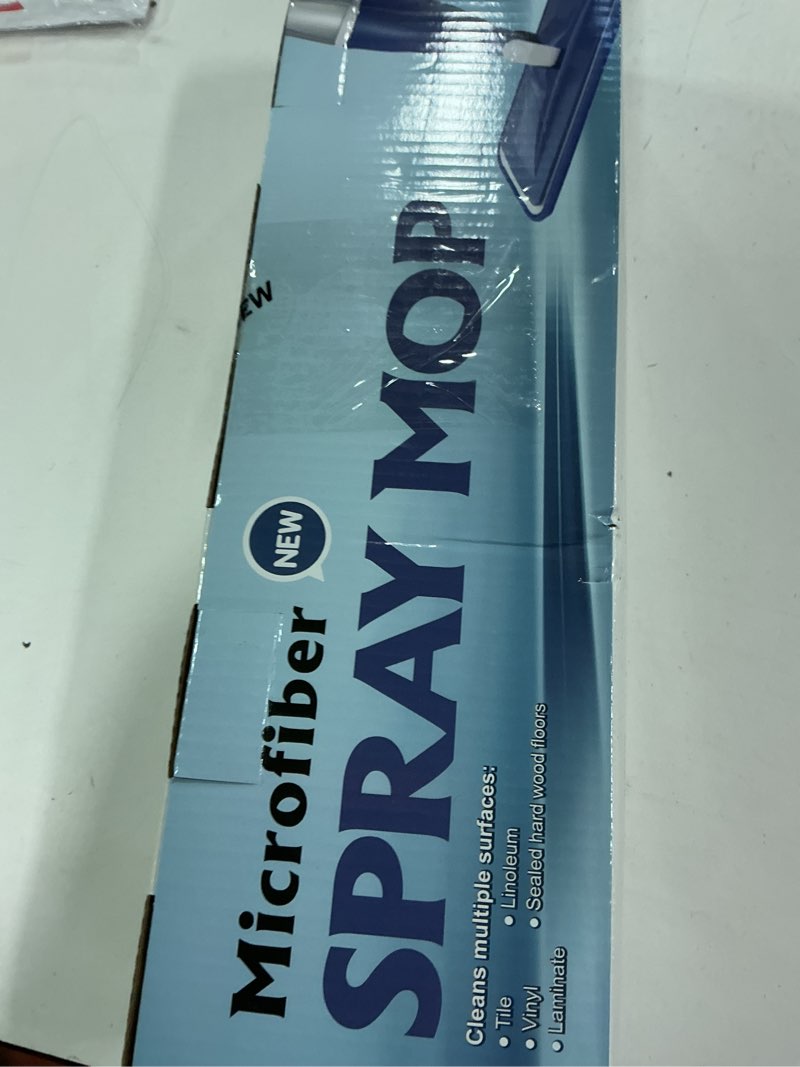 Microfiber
NEW
SPRAY MOP
Cleans multiple surfaces:
• Tile
• Linoleum
• Vinyl
• Sealed hard wood floors
• Laminate